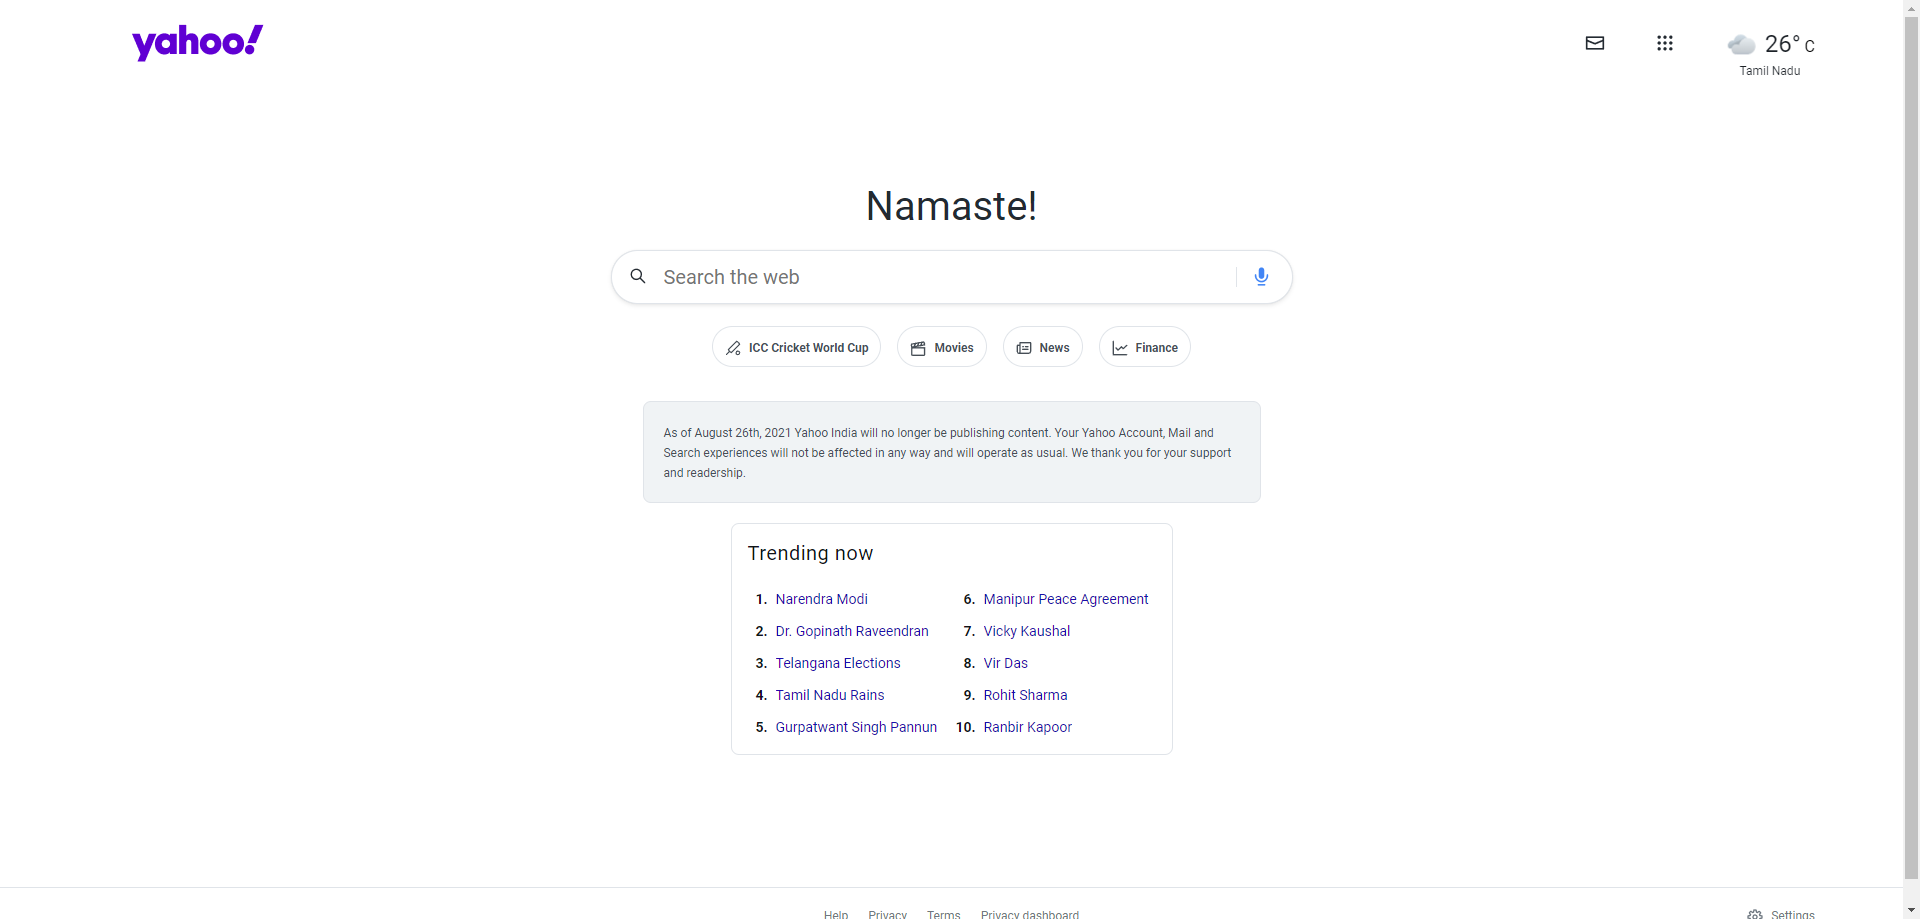 yahoo!
26° C
Tamil Nadu
Namaste!
Search the web
ICC Cricket World Cup
Movies
News
Finance
As of August 26th, 2021 Yahoo India will no longer be publishing content. Your Yahoo Account, Mail and
Search experiences will not be affected in any way and will operate as usual. We thank you for your support
and readership.
Trending now
1. Narendra Modi
2. Dr. Gopinath Raveendran
3. Telangana Elections
4. Tamil Nadu Rains
5. Gurpatwant Singh Pannun
6. Manipur Peace Agreement
7. Vicky Kaushal
8. Vir Das
9. Rohit Sharma
10. Ranbir Kapoor
Help
Privacy
Terms
Privacy dashboard
Settings